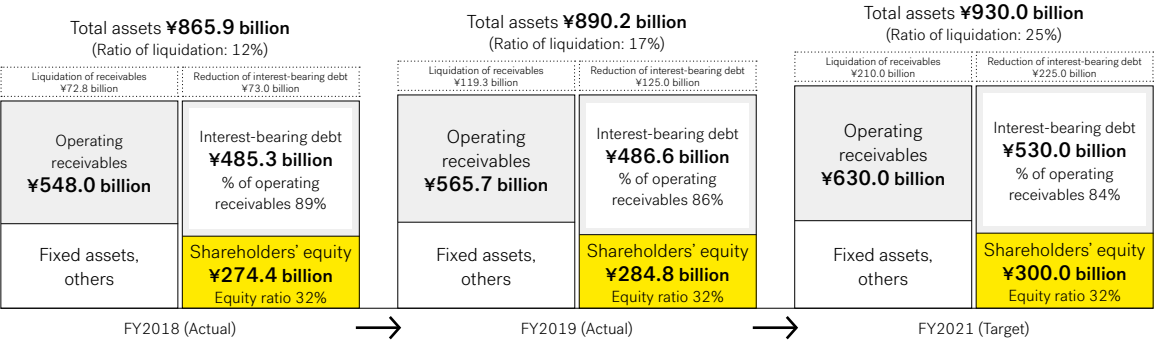 Total assets ¥865.9 billion
(Ratio of liquidation: 12%)
Liquidation of receivables
¥72.8 billion
Reduction of interest-bearing debt
¥73.0 billion
Operating
receivables
¥548.0 billion
Interest-bearing debt
¥485.3 billion
% of operating
receivables 89%
Fixed assets,
others
Shareholders' equity
¥274.4 billion
Equity ratio 32%
FY2018 (Actual)
Total assets ¥890.2 billion
(Ratio of liquidation: 17%)
Liquidation of receivables
¥119.3 billion
Reduction of interest-bearing debt
¥125.0 billion
Operating
receivables
¥565.7 billion
Interest-bearing debt
¥486.6 billion
% of operating
receivables 86%
Fixed assets,
others
Shareholders' equity
¥284.8 billion
Equity ratio 32%
FY2019 (Actual)
Total assets ¥930.0 billion
(Ratio of liquidation: 25%)
Liquidation of receivables
¥210.0 billion
Reduction of interest-bearing debt
¥225.0 billion
Operating
receivables
¥630.0 billion
Interest-bearing debt
¥530.0 billion
% of operating
receivables 84%
Fixed assets,
others
Shareholders' equity
¥300.0 billion
Equity ratio 32%
FY2021 (Target)